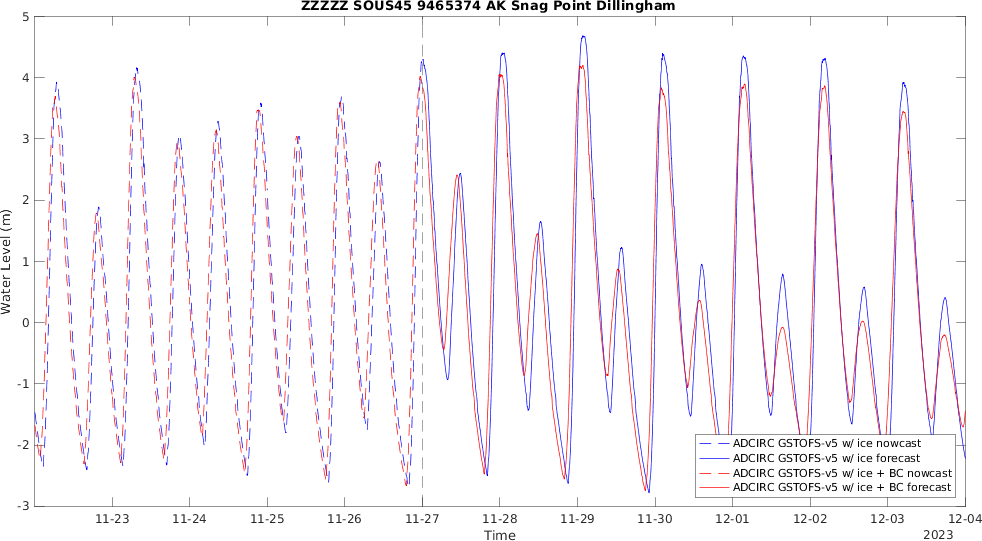 ZZZZZ SOUS45 9465374 AK Snag Point Dillingham
Water Level (m)
5
4
3
2
1
0
-1
-2
-3
11-23 11-24 11-25 11-26 11-27 11-28 11-29 11-30 12-01 12-02 12-03 12-04
Time
2023
ADCIRC GSTOFS-v5 w/ ice nowcast
ADCIRC GSTOFS-v5 w/ ice forecast
ADCIRC GSTOFS-v5 w/ ice + BC nowcast
ADCIRC GSTOFS-v5 w/ ice + BC forecast